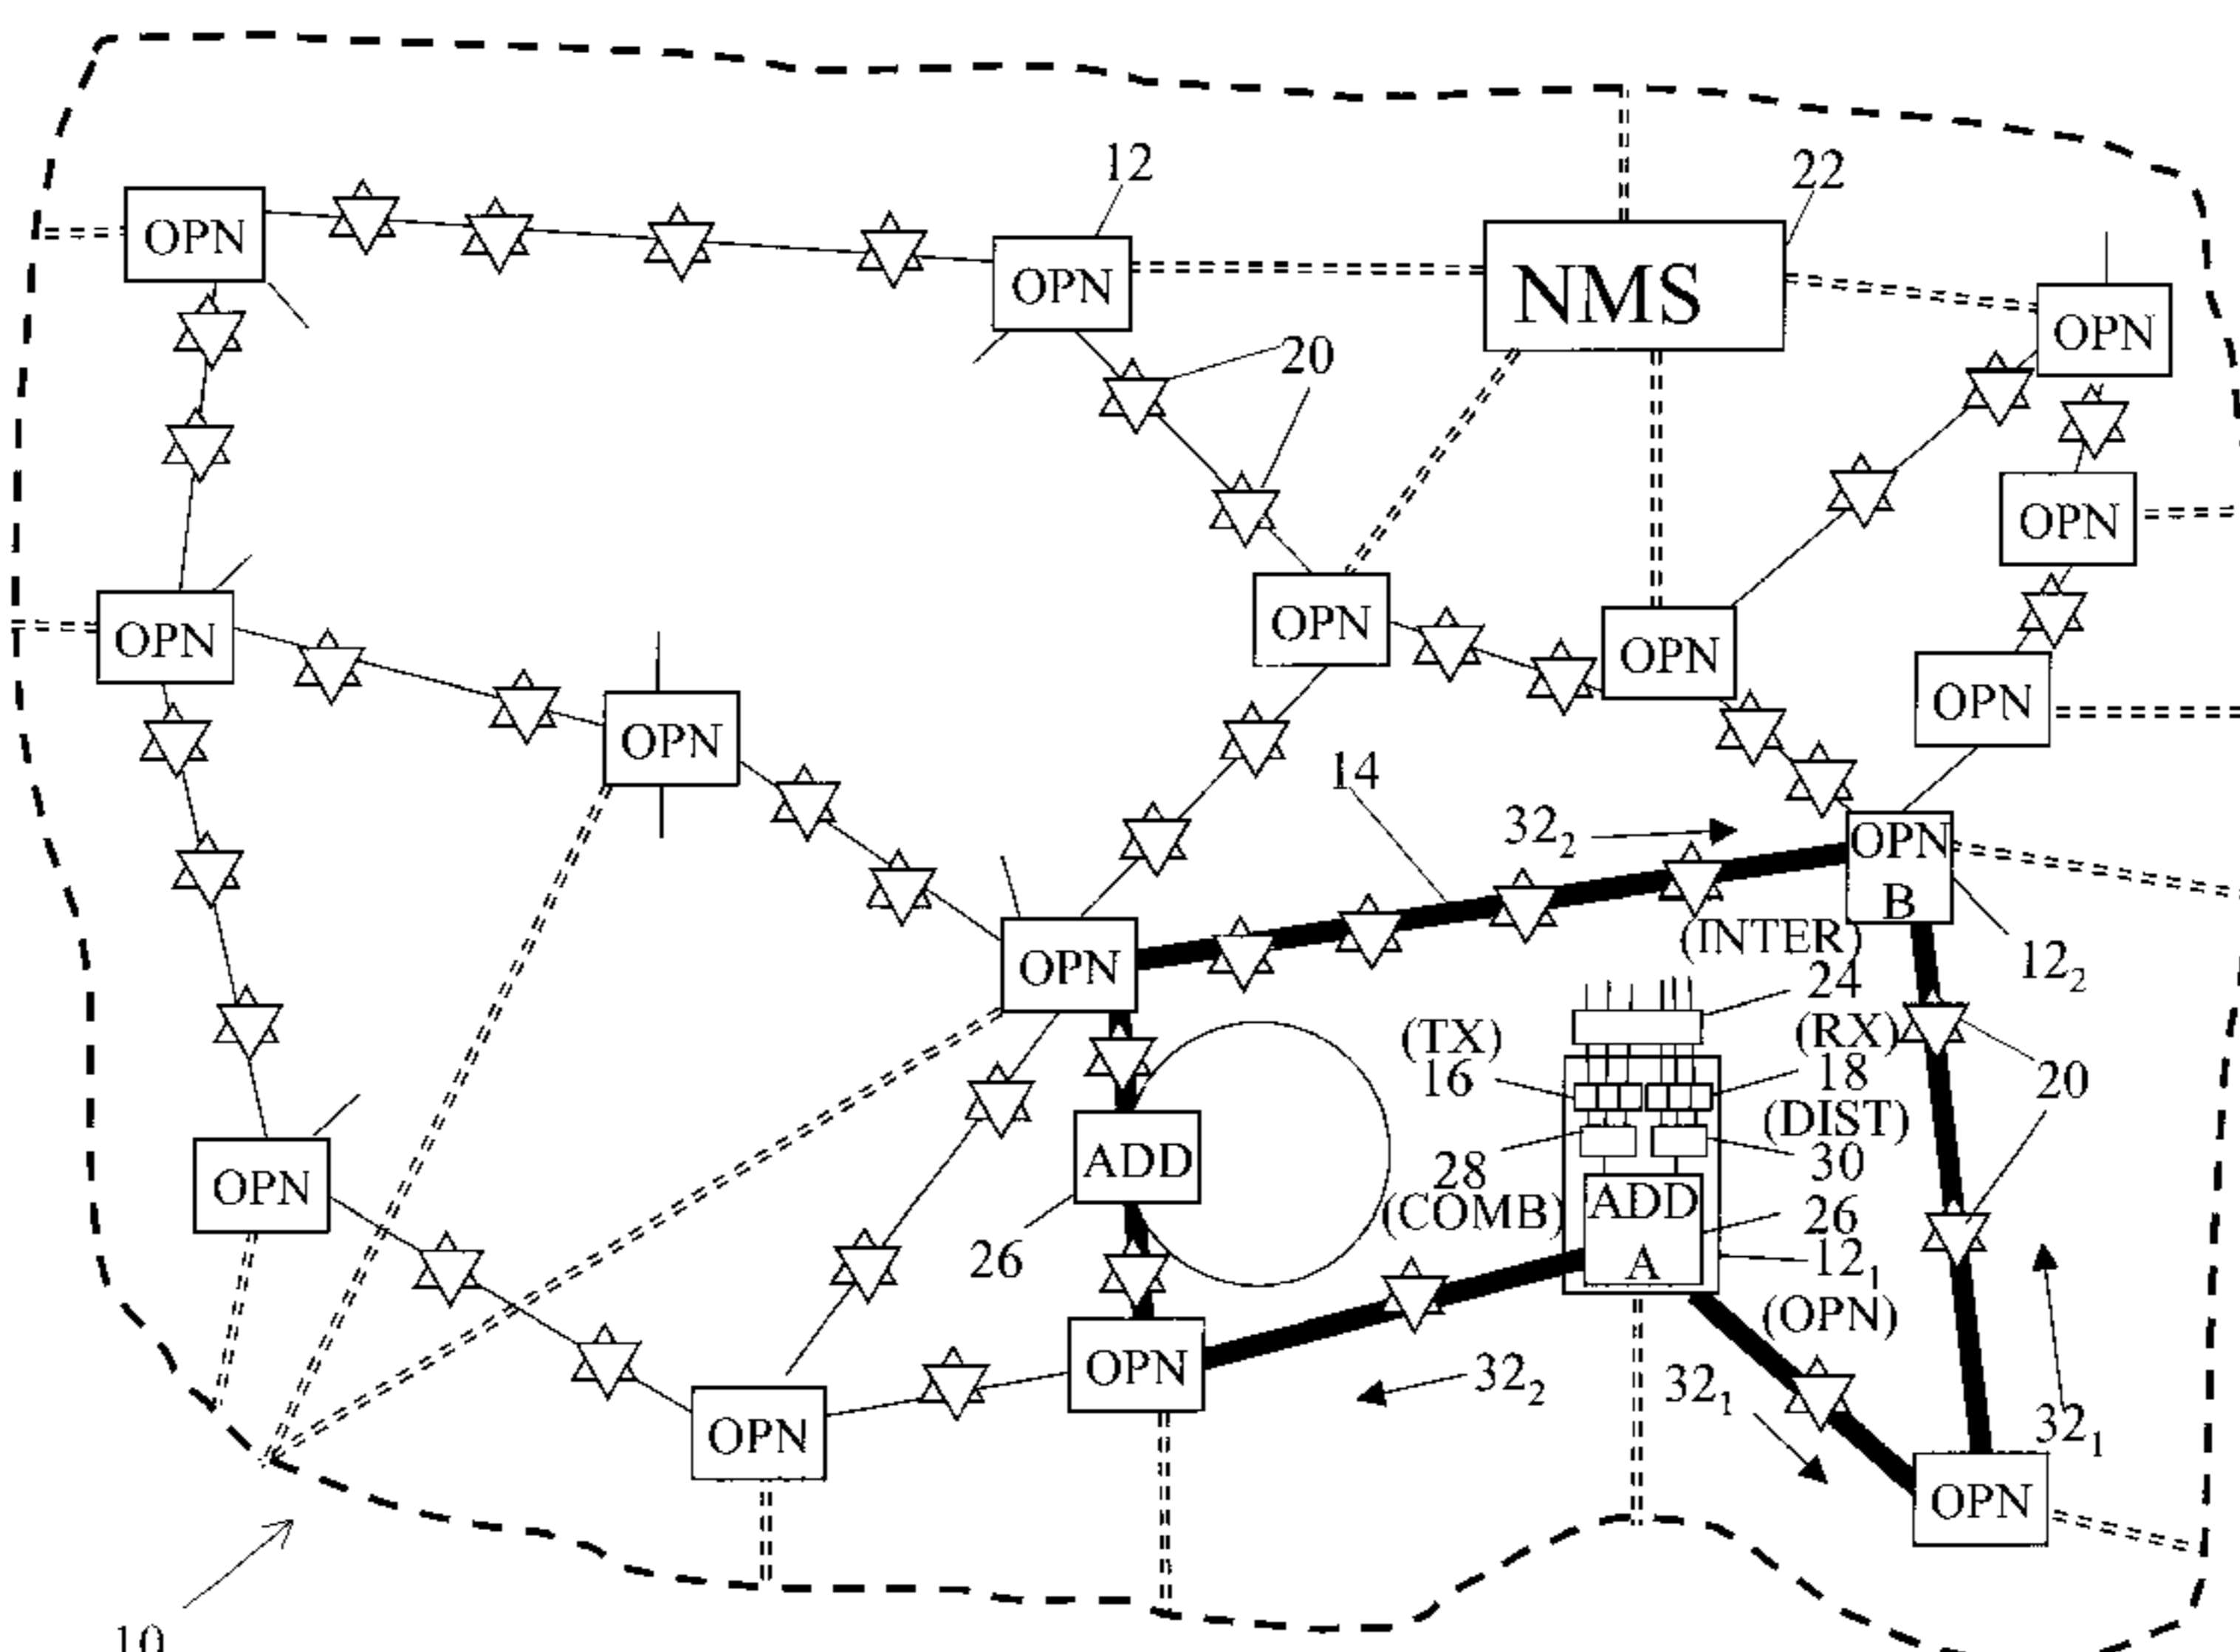 12
22
OPN
OPN
NMS
OPN
20
OPN
OPN
OPN
OPN
OPN
OPN
14
32₂
OPN
B
OPN
(INTER)
12₂
24
(TX)
(RX)
16
18
20
(DIST)
ADD
28
30
(COMB)
OPN
ADD
26
26
A
12₁
(OPN)
OPN
32₂
32₁
32₁
OPN
OPN
10